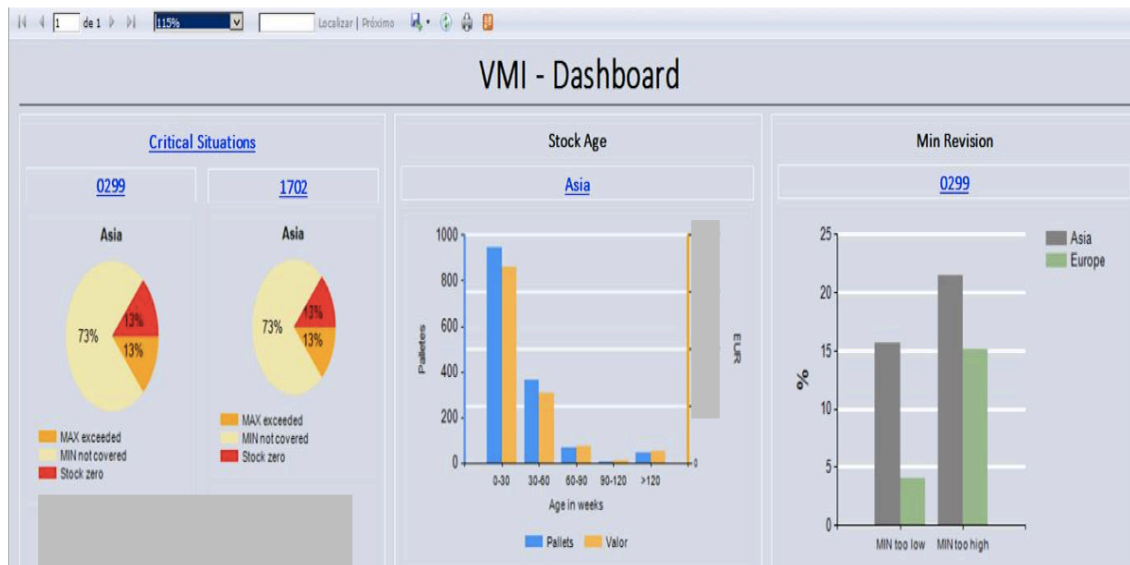 1 de 1 115% Localizar | Próximo
VMI - Dashboard
Critical Situations
0299
1702
Asia
73%
13%
13%
MAX exceeded
MIN not covered
Stock zero
Asia
73%
13%
13%
MAX exceeded
MIN not covered
Stock zero
Stock Age
Asia
1000
800
600
400
200
0
Palletes
0
EUR
0-30 30-60 60-90 90-120 >120
Age in weeks
Pallets Valor
Min Revision
0299
25
20
15
10
5
0
%
Asia
Europe
MIN too low MIN too high